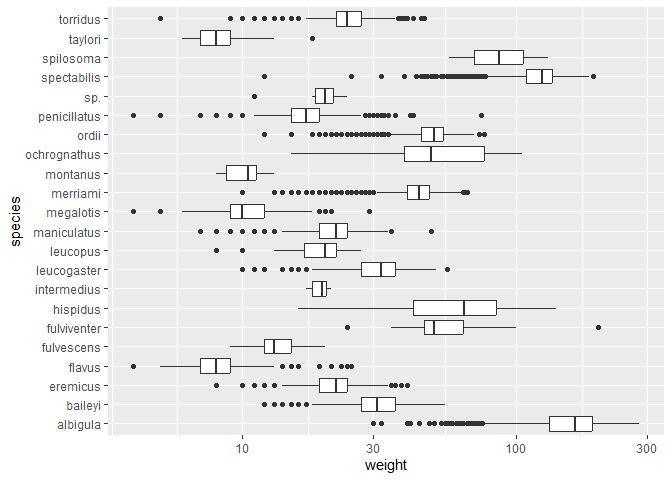 torridus
taylori
spilosoma
spectabilis
sp.
penicillatus
ordii
ochrognathus
montanus
merriami
megalotis
maniculatus
leucopus
leucogaster
intermedius
hispidus
fulviventer
fulvescens
flavus
eremicus
baileyi
albigula
species
10 30 100 300
weight